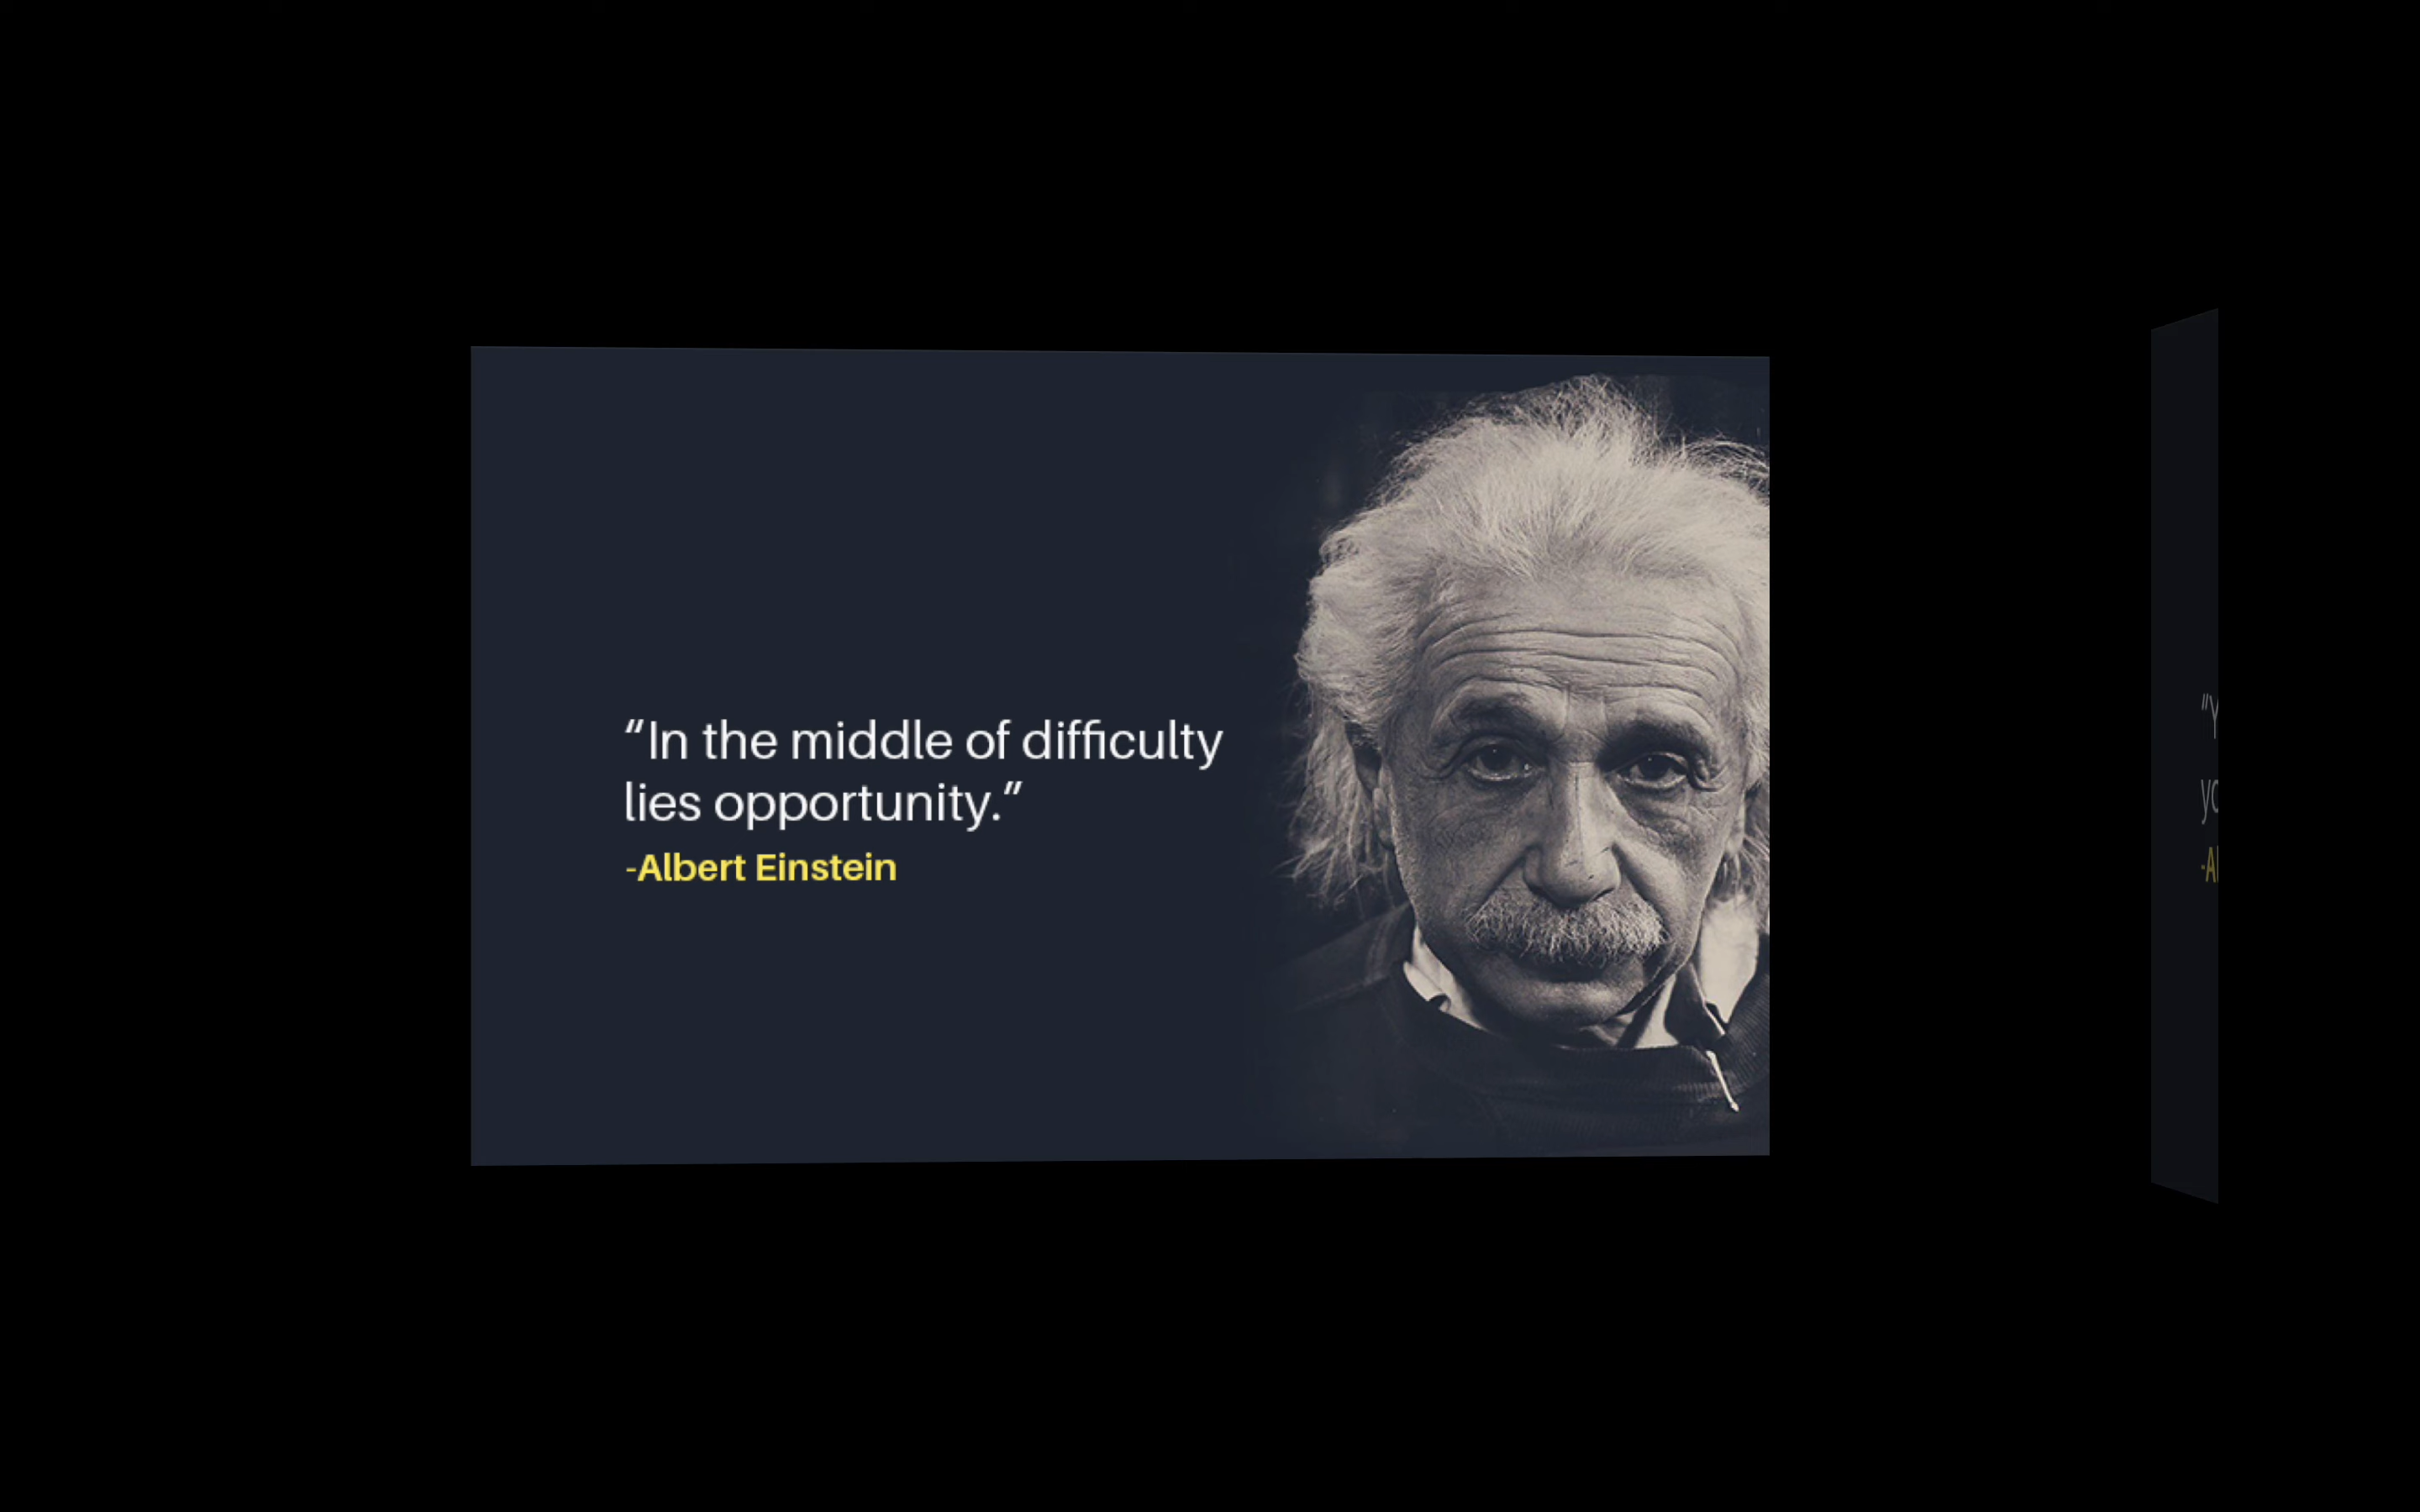 “In the middle of difficulty
lies opportunity.”
-Albert Einstein